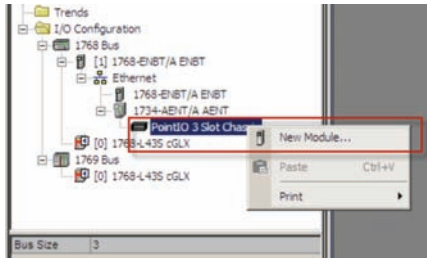 Trends
I/O Configuration
1768 Bus
[1] 1768-ENBT/A ENBT
Ethernet
1768-ENBT/A ENBT
1734-AENT/A AENT
PointIO 3 Slot Chassis
New Module...
[0] 1768-L43S cGLX
Paste Ctrl+V
1769 Bus
[0] 1768-L43S cGLX
Print
Bus Size 3